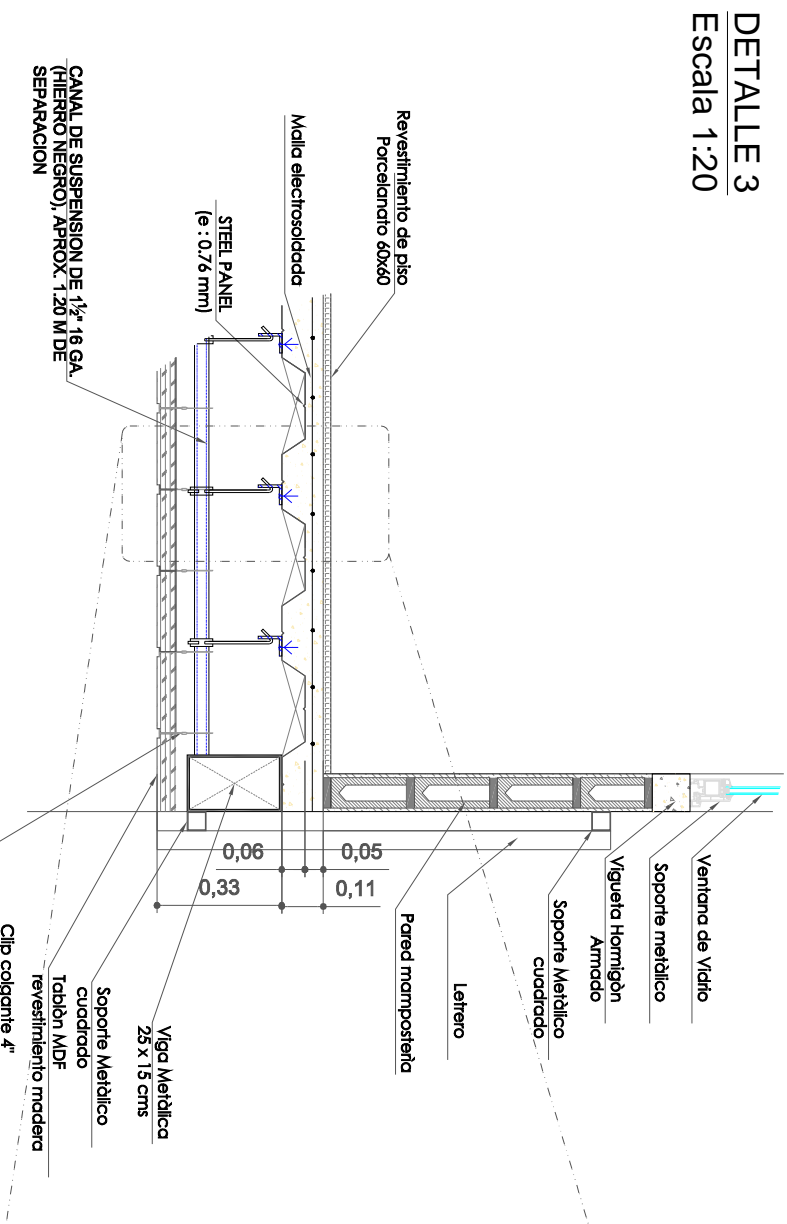 DETALLE 3
Escala 1:20
Revestimiento de piso
Porcelanato 60x60
Malla electrosoldada
STEEL PANEL
(e : 0.76 mm)
CANAL DE SUSPENSION DE 1½" 16 GA.
(HIERRO NEGRO), APROX. 1.20 M DE
SEPARACION
Ventana de Vidrio
Soporte metàlico
Vigueta Hormigòn
Armado
Soporte Metàlico
cuadrado
Letrero
Pared mamposterìa
0,06
0,05
0,33
0,11
Viga Metàlica
25 x 15 cms
Soporte Metàlico
cuadrado
Tablòn MDF
revestimiento madera
Clip colgante 4"